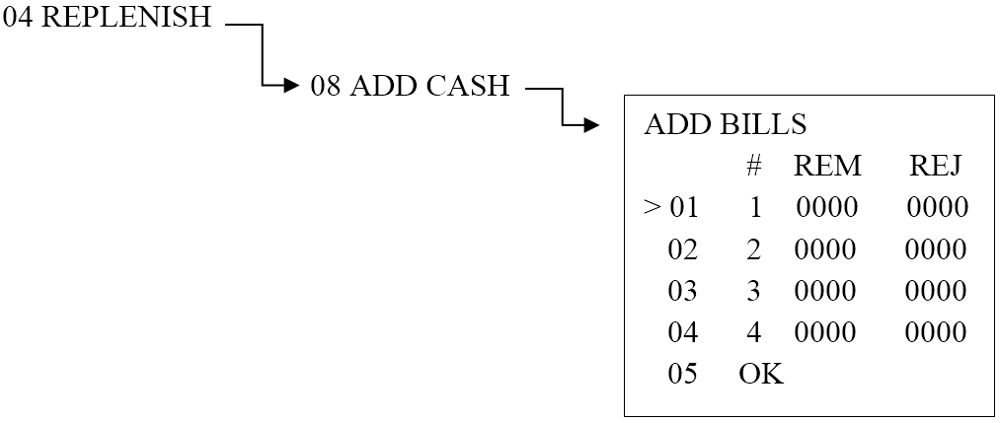 04 REPLENISH
08 ADD CASH
ADD BILLS
# REM REJ
> 01 1 0000 0000
02 2 0000 0000
03 3 0000 0000
04 4 0000 0000
05 OK